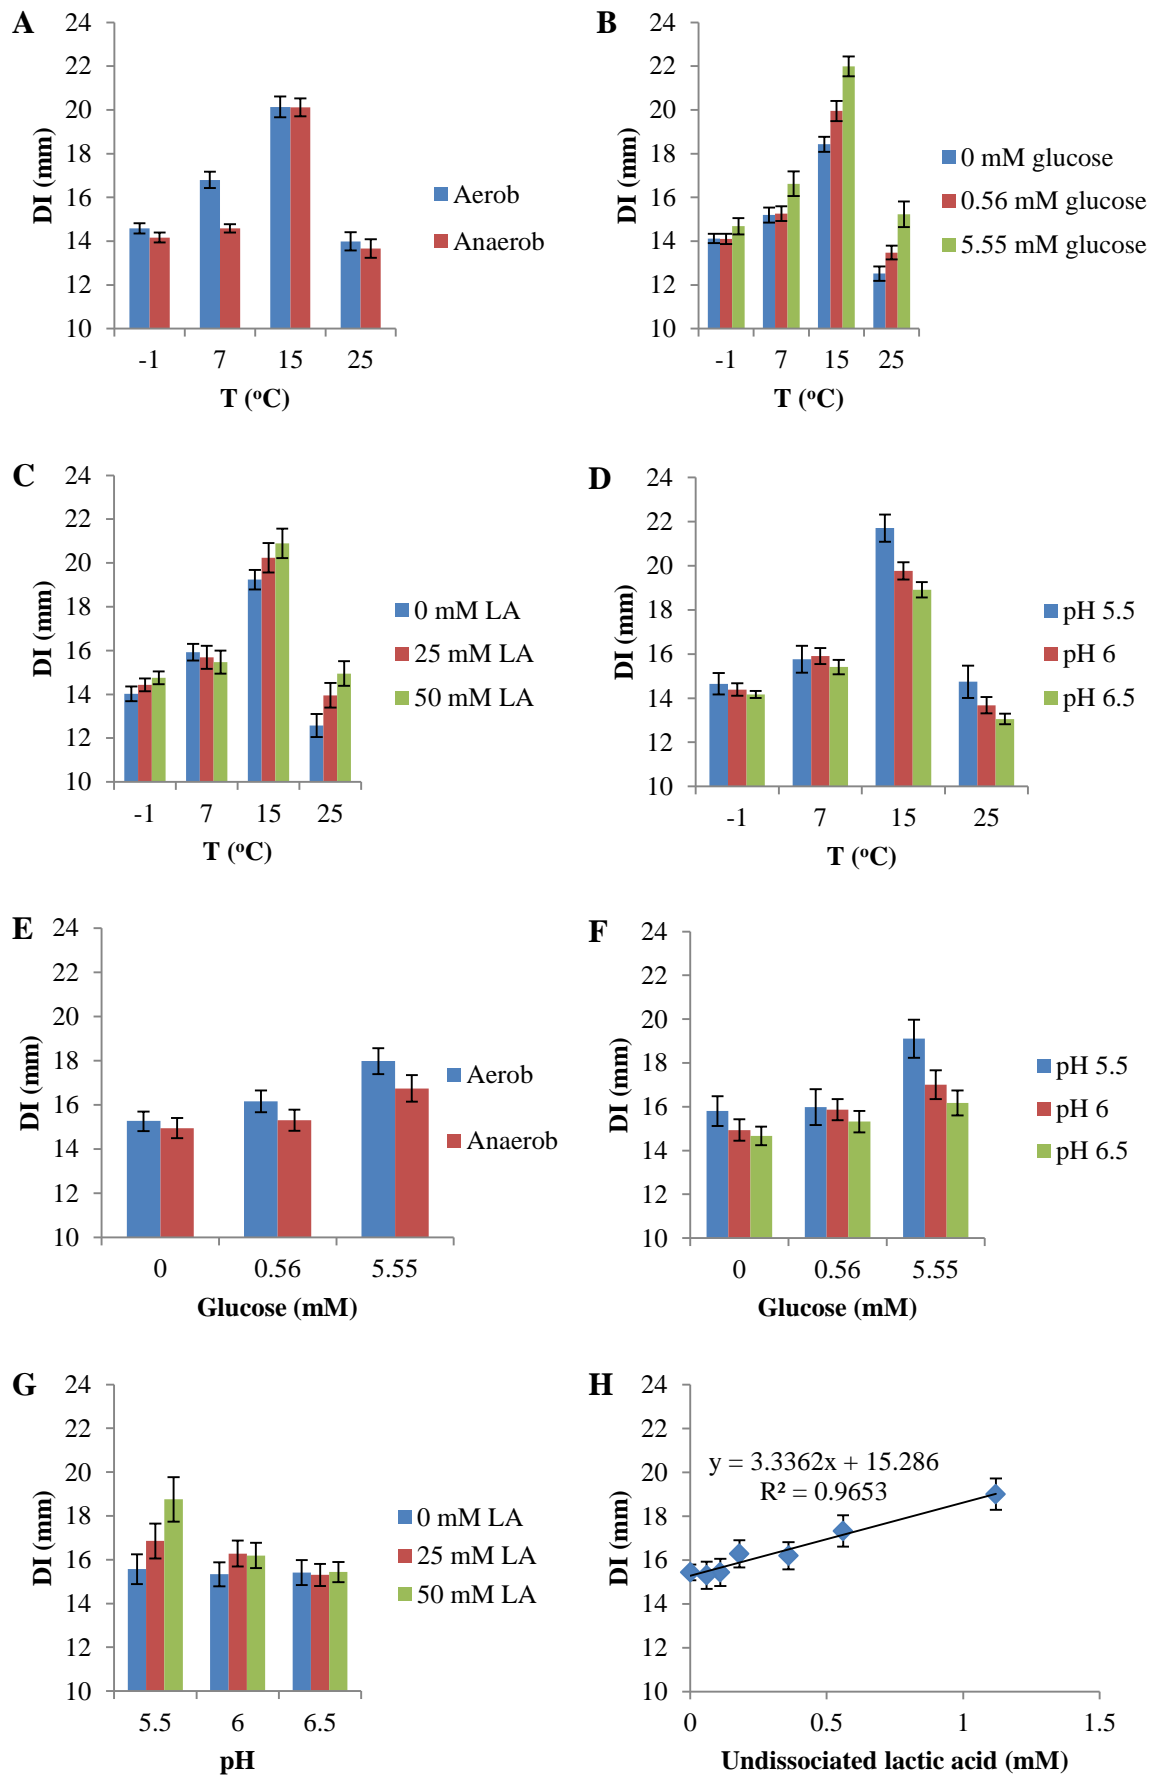 A
24
22
20
18
16
14
12
10
DI (mm)
-1 7 15 25
T (°C)
Aerob
Anaerob
B
24
22
20
18
16
14
12
10
DI (mm)
-1 7 15 25
T (°C)
0 mM glucose
0.56 mM glucose
5.55 mM glucose
C
24
22
20
18
16
14
12
10
DI (mm)
-1 7 15 25
T (°C)
0 mM LA
25 mM LA
50 mM LA
D
24
22
20
18
16
14
12
10
DI (mm)
-1 7 15 25
T (°C)
pH 5.5
pH 6
pH 6.5
E
24
22
20
18
16
14
12
10
DI (mm)
0 0.56 5.55
Glucose (mM)
Aerob
Anaerob
F
24
22
20
18
16
14
12
10
DI (mm)
0 0.56 5.55
Glucose (mM)
pH 5.5
pH 6
pH 6.5
G
24
22
20
18
16
14
12
10
DI (mm)
5.5 6 6.5
pH
0 mM LA
25 mM LA
50 mM LA
H
24
22
20
18
16
14
12
10
DI (mm)
y = 3.3362x + 15.286
R² = 0.9653
0 0.5 1 1.5
Undissociated lactic acid (mM)